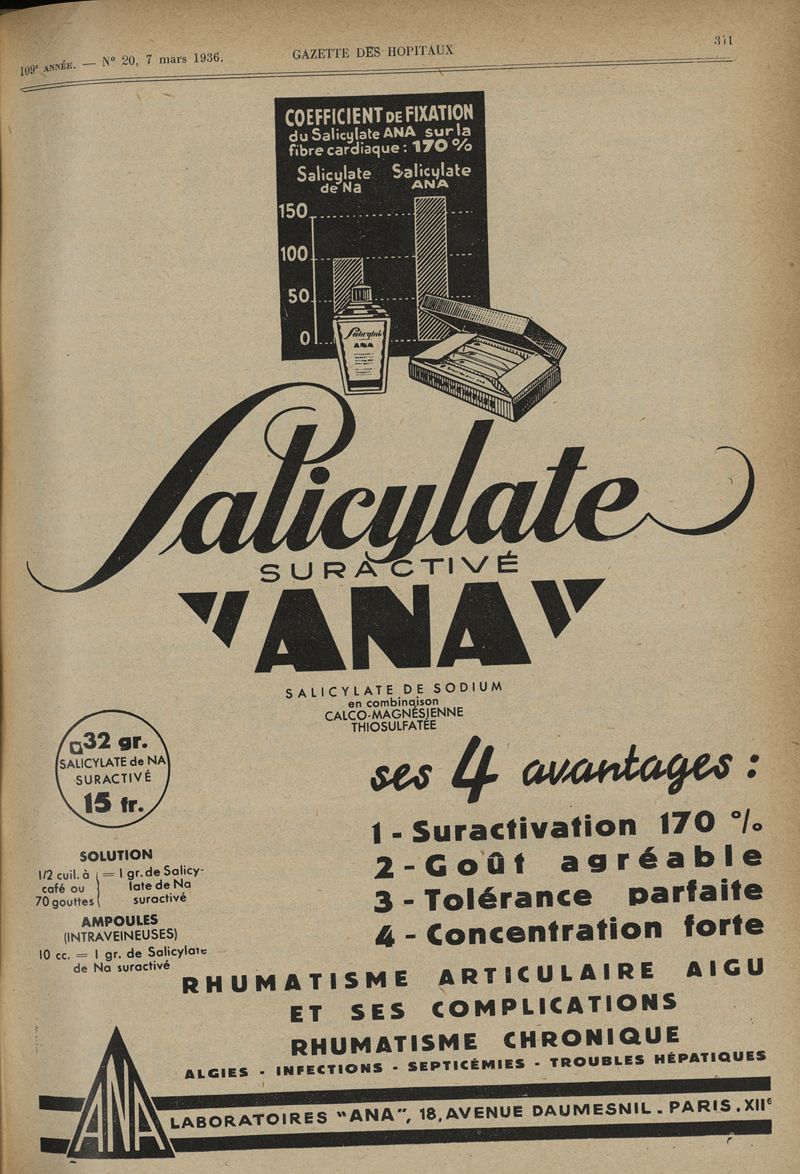 109e ANNÉE. — N° 20, 7 mars 1936.
GAZETTE DES HOPITAUX
341
COEFFICIENT DE FIXATION
du Salicylate ANA sur la
fibre cardiaque : 170 %
Salicylate de Na
Salicylate ANA
150
100
50
0
Salicylate
ANA
Salicylate
SURACTIVÉ
"ANA"
SALICYLATE DE SODIUM
en combinaison
CALCO-MAGNÉSIENNE
THIOSULFATÉE
32 gr.
SALICYLATE de NA
SURACTIVÉ
15 fr.
ses 4 avantages :
1 - Suractivation 170 %
2 - Goût agréable
3 - Tolérance parfaite
4 - Concentration forte
SOLUTION
1/2 cuil. à café ou 70 gouttes } = 1 gr. de Salicylate de Na suractivé
AMPOULES
(INTRAVEINEUSES)
10 cc. = 1 gr. de Salicylate
de Na suractivé
RHUMATISME ARTICULAIRE AIGU
ET SES COMPLICATIONS
RHUMATISME CHRONIQUE
ALGIES - INFECTIONS - SEPTICÉMIES - TROUBLES HÉPATIQUES
ANA
LABORATOIRES "ANA", 18, AVENUE DAUMESNIL. PARIS. XIIe